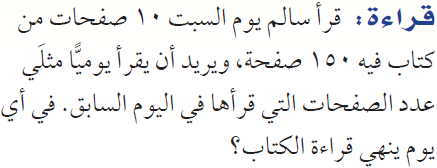 قراءة: قرأ سالم يوم السبت ١٠ صفحات من
كتاب فيه ١٥٠ صفحة، ويريد أن يقرأ يوميًّا مثلَي
عدد الصفحات التي قرأها في اليوم السابق. في أي
يوم ينهي قراءة الكتاب؟